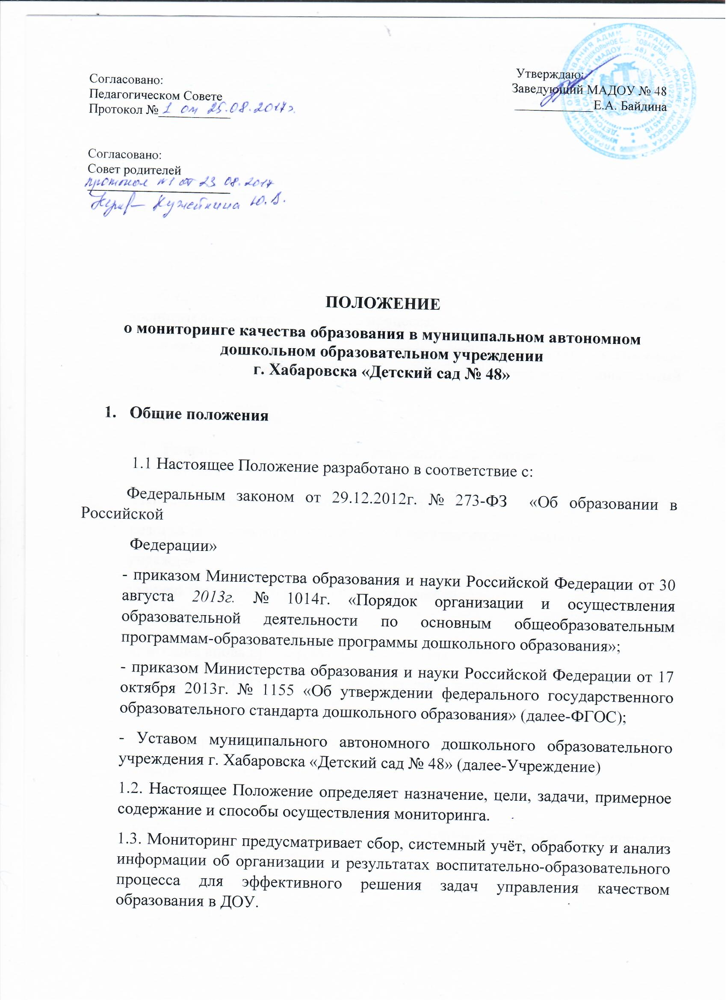 Согласовано:
Педагогическом Совете
Протокол № 1 от 25.08.2017г.
Утверждаю:
Заведующий МАДОУ № 48
Е.А. Байдина
Согласовано:
Совет родителей
протокол №1 от 23 08.2017
Ю.В.
ПОЛОЖЕНИЕ
о мониторинге качества образования в муниципальном автономном
дошкольном образовательном учреждении
г. Хабаровска «Детский сад № 48»
1. Общие положения
1.1 Настоящее Положение разработано в соответствие с:
Федеральным законом от 29.12.2012г. № 273-ФЗ «Об образовании в
Российской
Федерации»
- приказом Министерства образования и науки Российской Федерации от 30
августа 2013г. № 1014г. «Порядок организации и осуществления
образовательной деятельности по основным общеобразовательным
программам-образовательные программы дошкольного образования»;
- приказом Министерства образования и науки Российской Федерации от 17
октября 2013г. № 1155 «Об утверждении федерального государственного
образовательного стандарта дошкольного образования» (далее-ФГОС);
- Уставом муниципального автономного дошкольного образовательного
учреждения г. Хабаровска «Детский сад № 48» (далее-Учреждение)
1.2. Настоящее Положение определяет назначение, цели, задачи, примерное
содержание и способы осуществления мониторинга.
1.3. Мониторинг предусматривает сбор, системный учёт, обработку и анализ
информации об организации и результатах воспитательно-образовательного
процесса для эффективного решения задач управления качеством
образования в ДОУ.